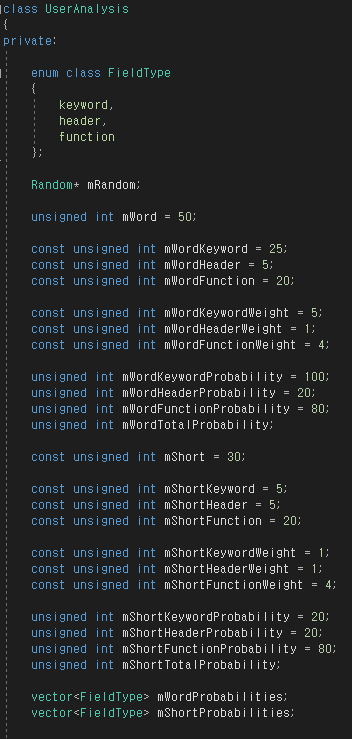 class UserAnalysis
{
private:
enum class FieldType
{
keyword,
header,
function
};
Random* mRandom;
unsigned int mWord = 50;
const unsigned int mWordKeyword = 25;
const unsigned int mWordHeader = 5;
const unsigned int mWordFunction = 20;
const unsigned int mWordKeywordWeight = 5;
const unsigned int mWordHeaderWeight = 1;
const unsigned int mWordFunctionWeight = 4;
unsigned int mWordKeywordProbability = 100;
unsigned int mWordHeaderProbability = 20;
unsigned int mWordFunctionProbability = 80;
unsigned int mWordTotalProbability;
const unsigned int mShort = 30;
const unsigned int mShortKeyword = 5;
const unsigned int mShortHeader = 5;
const unsigned int mShortFunction = 20;
const unsigned int mShortKeywordWeight = 1;
const unsigned int mShortHeaderWeight = 1;
const unsigned int mShortFunctionWeight = 4;
unsigned int mShortKeywordProbability = 20;
unsigned int mShortHeaderProbability = 20;
unsigned int mShortFunctionProbability = 80;
unsigned int mShortTotalProbability;
vector<FieldType> mWordProbabilities;
vector<FieldType> mShortProbabilities;